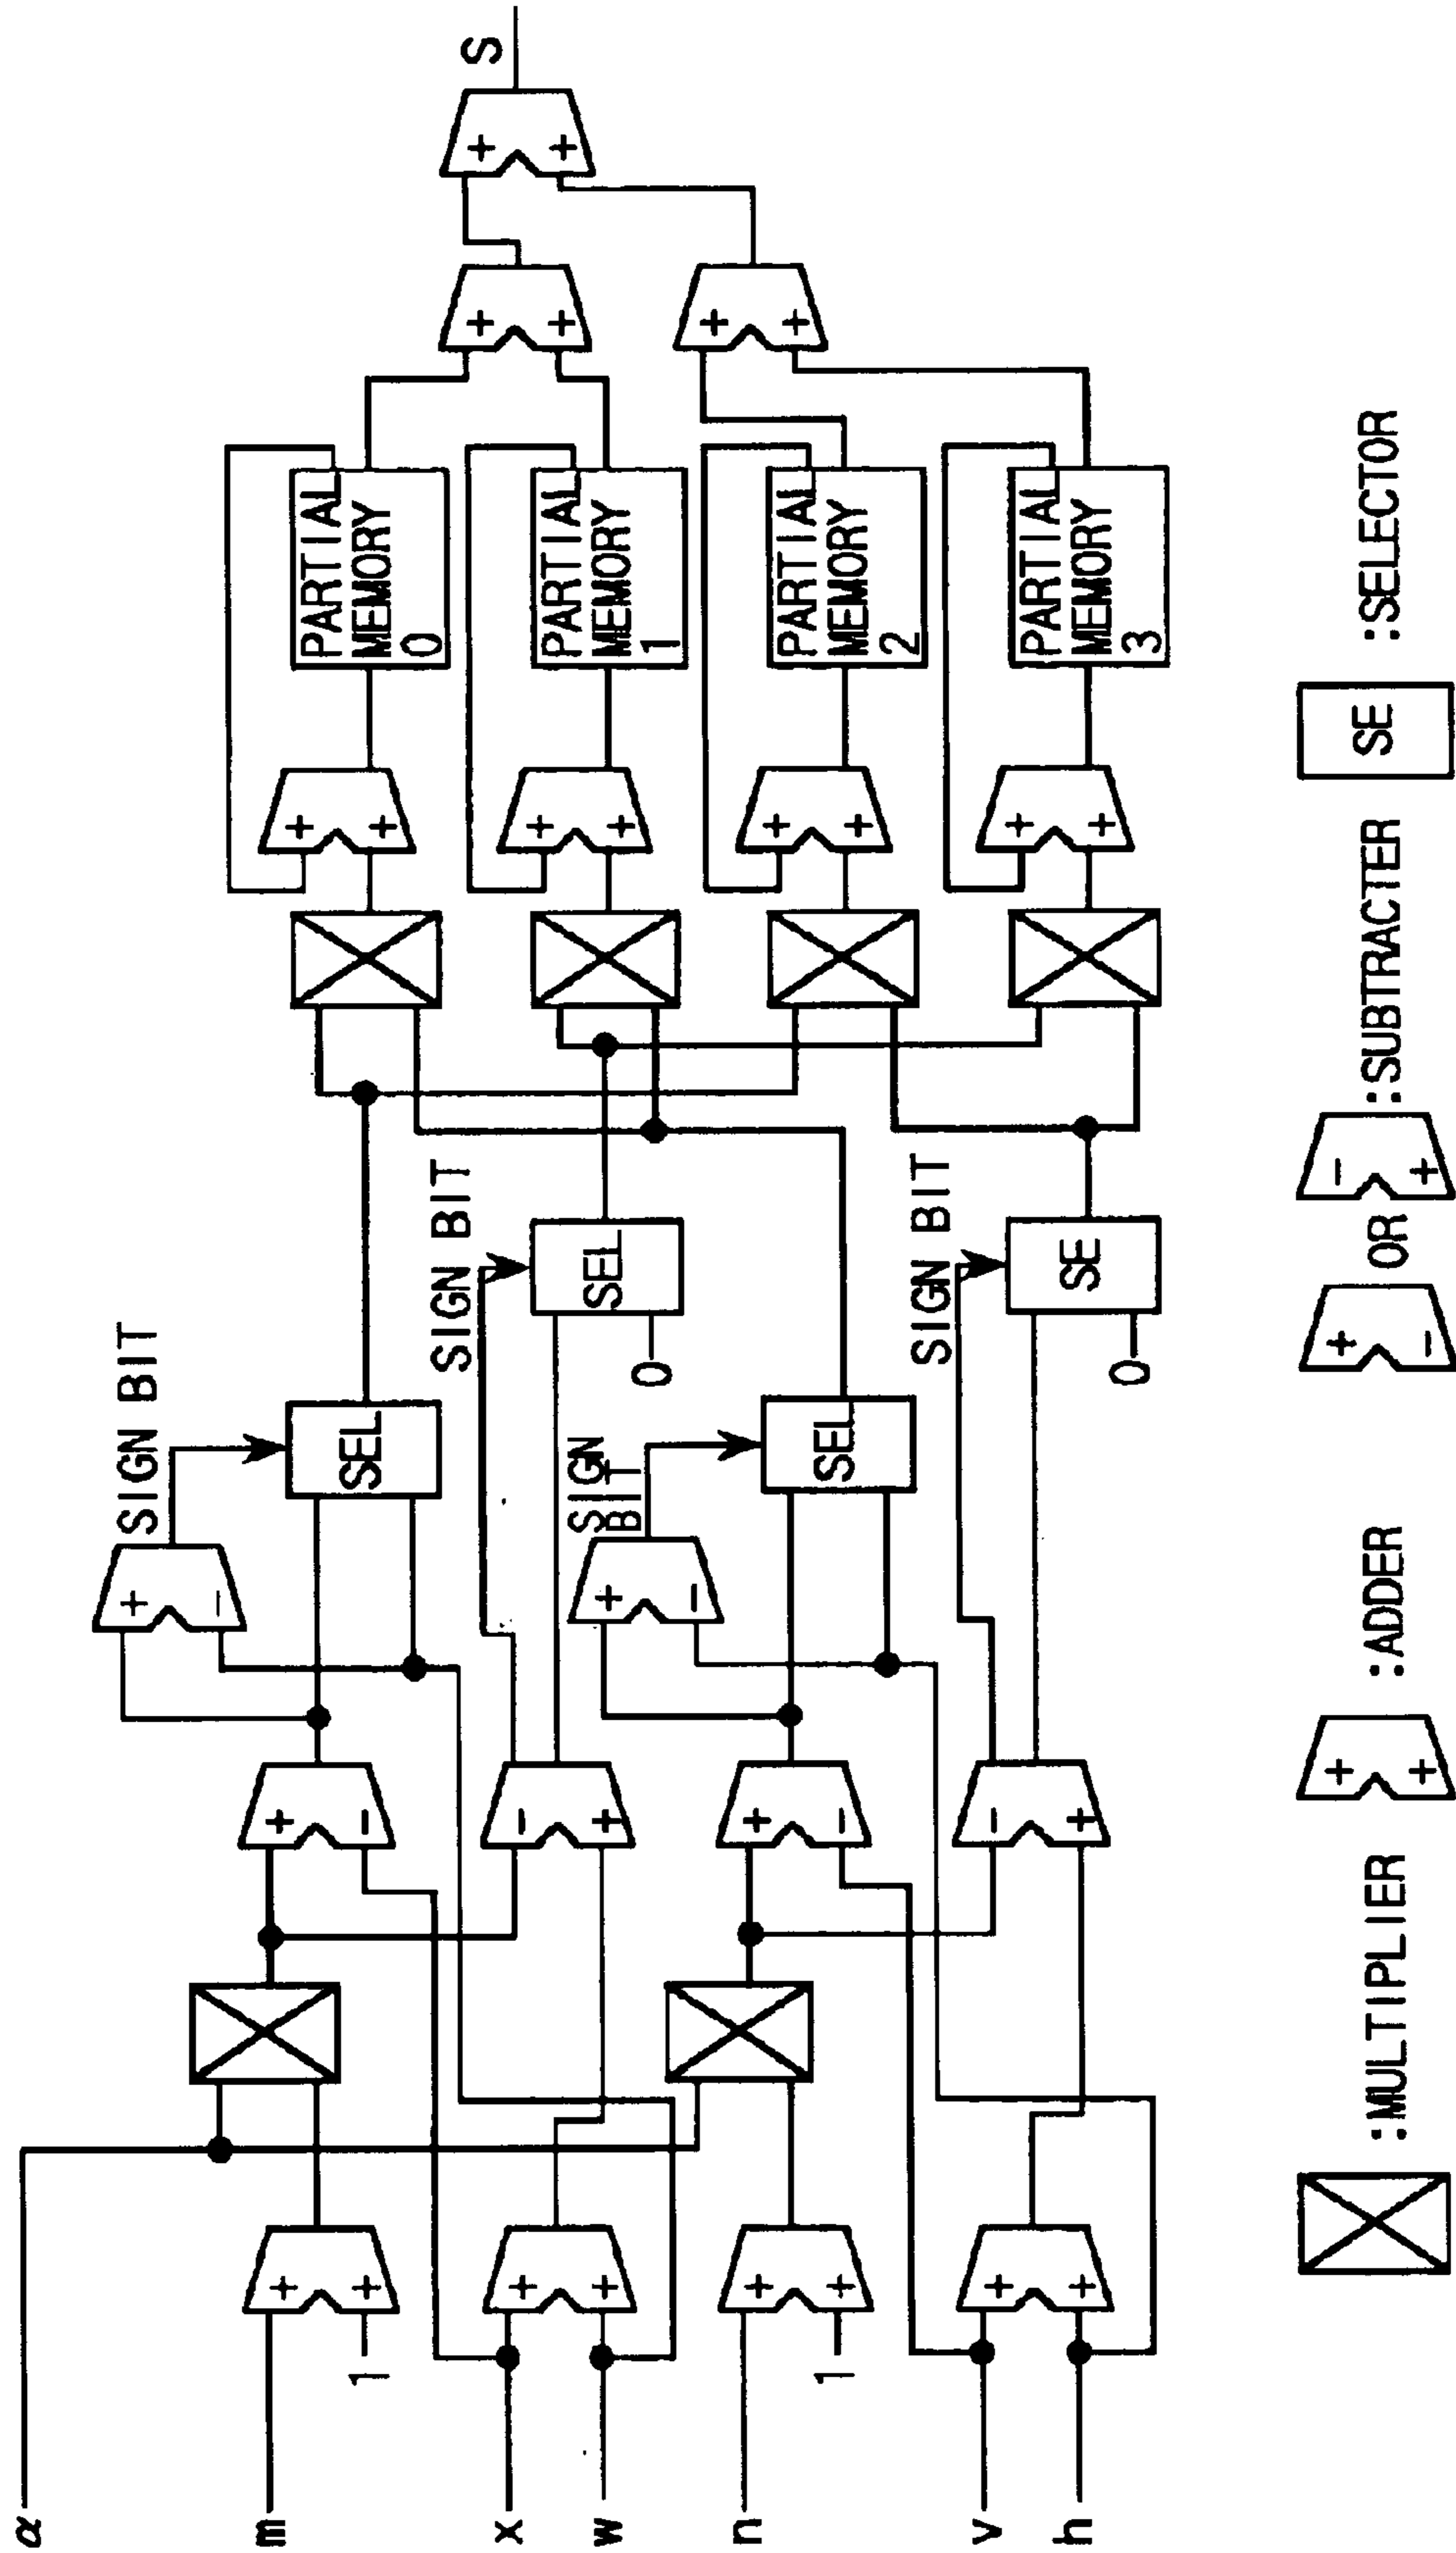 α
m
+
+
1
x
w
+
+
n
+
+
1
v
h
+
+
+
-
-
+
+
-
-
+
+
-
SIGN BIT
SEL
SIGN BIT
SEL
0
+
-
SIGN
BIT
SEL
SIGN BIT
SE
0
+
+
PARTIAL
MEMORY
0
+
+
PARTIAL
MEMORY
1
+
+
PARTIAL
MEMORY
2
+
+
PARTIAL
MEMORY
3
+
+
+
+
+
+
S
:MULTIPLIER
+
+
:ADDER
+
-
OR
-
+
:SUBTRACTER
SE
:SELECTOR